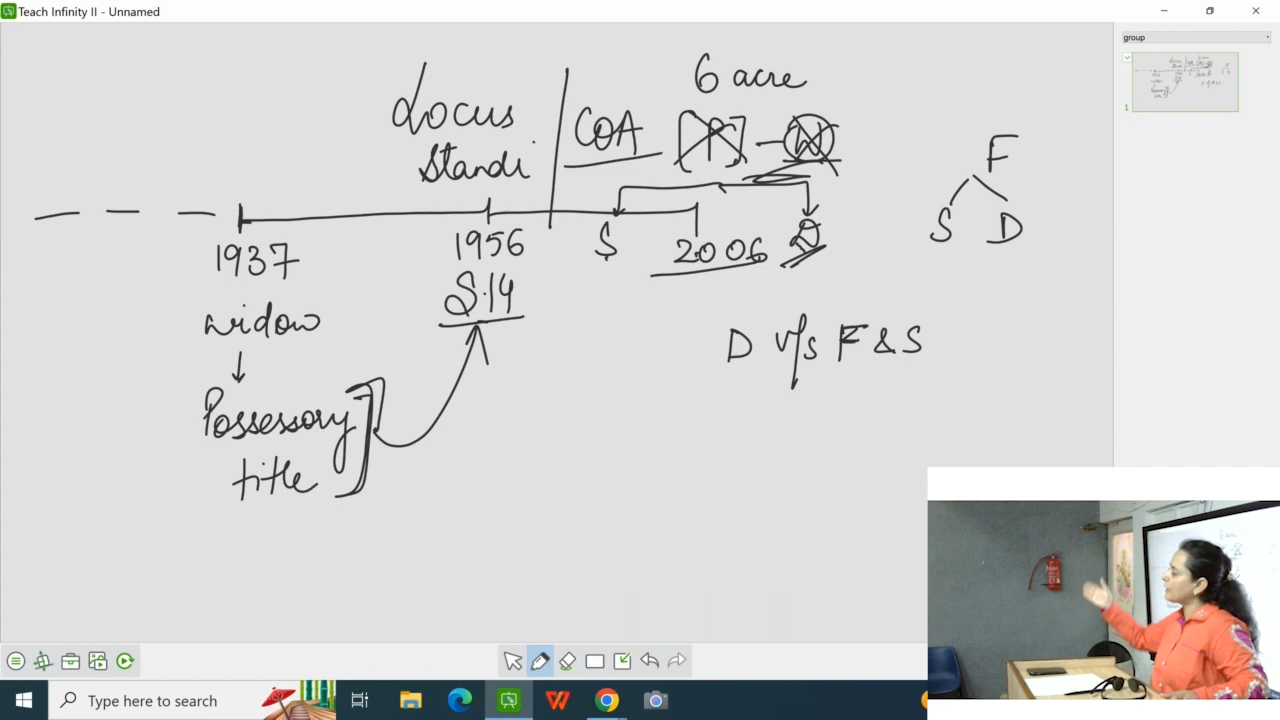 Teach Infinity II - Unnamed
group
6 acre
Locus
Standi
COA
F
S D
1937
1956
S
2006
D
S.14
widow
D v/s F & S
Possessory
title
1
Type here to search